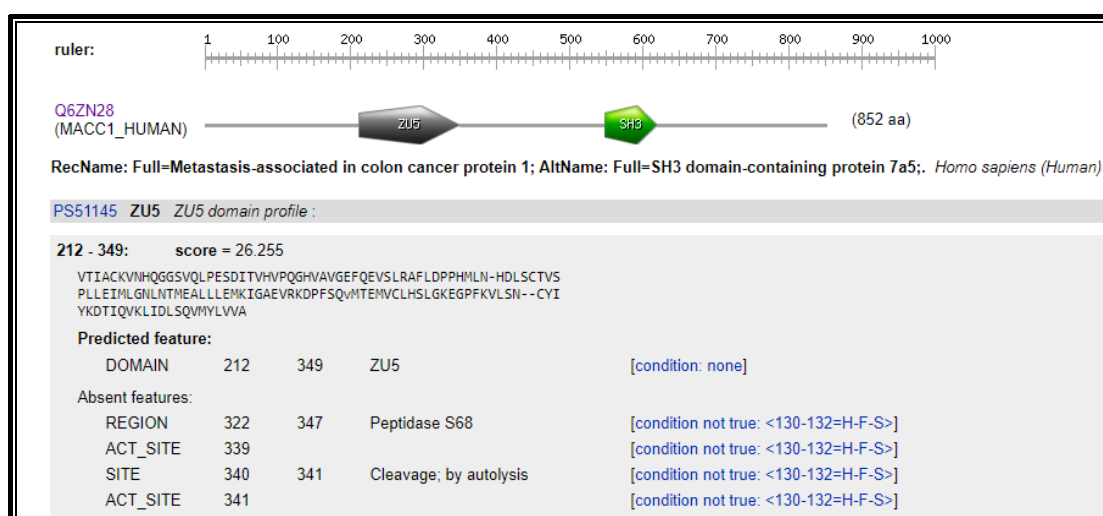 ruler: 1 100 200 300 400 500 600 700 800 900 1000
Q6ZN28
(MACC1_HUMAN) ZU5 SH3 (852 aa)
RecName: Full=Metastasis-associated in colon cancer protein 1; AltName: Full=SH3 domain-containing protein 7a5;. Homo sapiens (Human)
PS51145 ZU5 ZU5 domain profile :
212 - 349: score = 26.255
VTIACKVNHQGGSVQLPESDITVHVPQGHVAVGEFQEVSLRAFLDPPHMLN-HDLSCTVS
PLLEIMLGNLNTMEALLLEMKIGAEVRKDPFSQvMTEMVCLHSLGKEGPFKVLSN--CYI
YKDTIQVKLIDLSQVMYLVVA
Predicted feature:
DOMAIN 212 349 ZU5 [condition: none]
Absent features:
REGION 322 347 Peptidase S68 [condition not true: <130-132=H-F-S>]
ACT_SITE 339 [condition not true: <130-132=H-F-S>]
SITE 340 341 Cleavage; by autolysis [condition not true: <130-132=H-F-S>]
ACT_SITE 341 [condition not true: <130-132=H-F-S>]